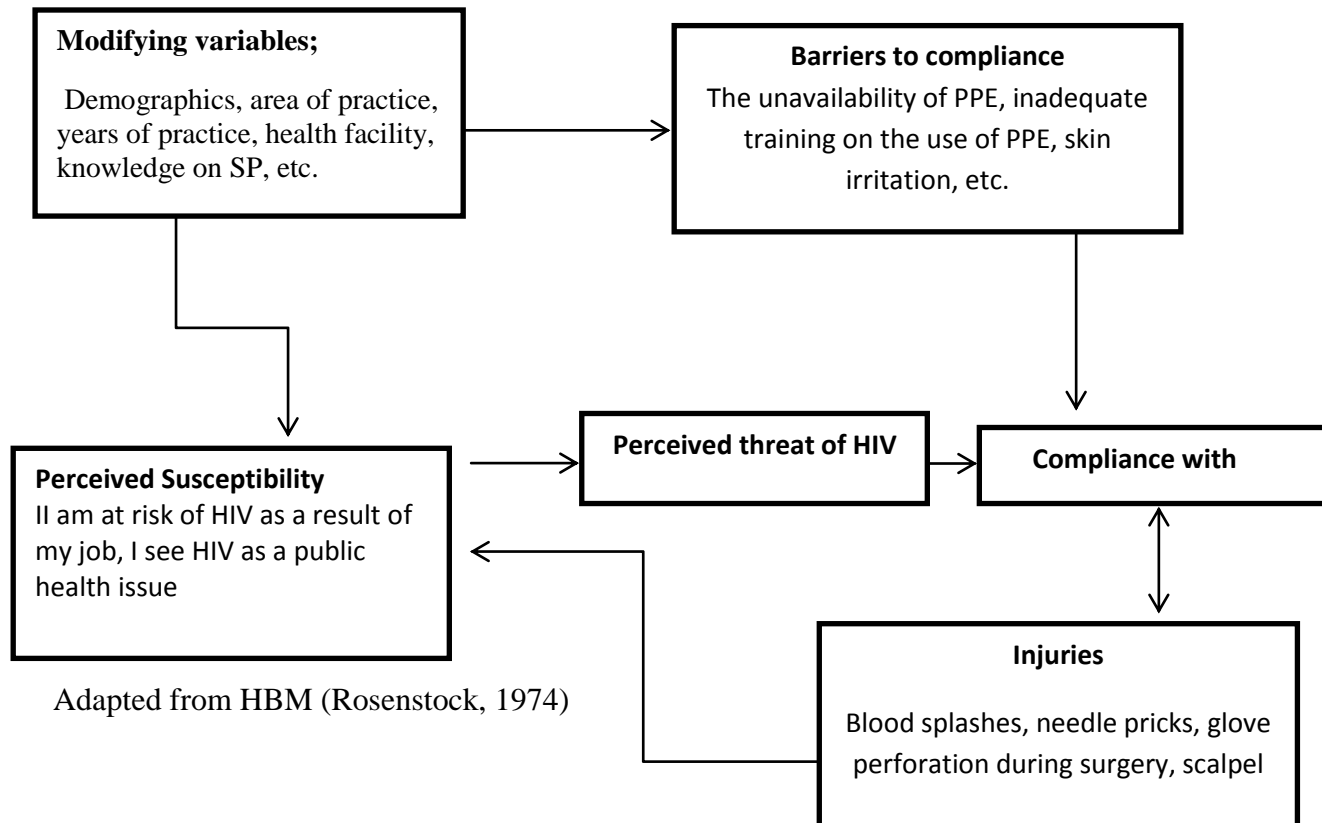 Modifying variables;
Demographics, area of practice,
years of practice, health facility,
knowledge on SP, etc.
Barriers to compliance
The unavailability of PPE, inadequate
training on the use of PPE, skin
irritation, etc.
Perceived Susceptibility
II am at risk of HIV as a result of
my job, I see HIV as a public
health issue
Perceived threat of HIV
Compliance with
Injuries
Blood splashes, needle pricks, glove
perforation during surgery, scalpel
Adapted from HBM (Rosenstock, 1974)